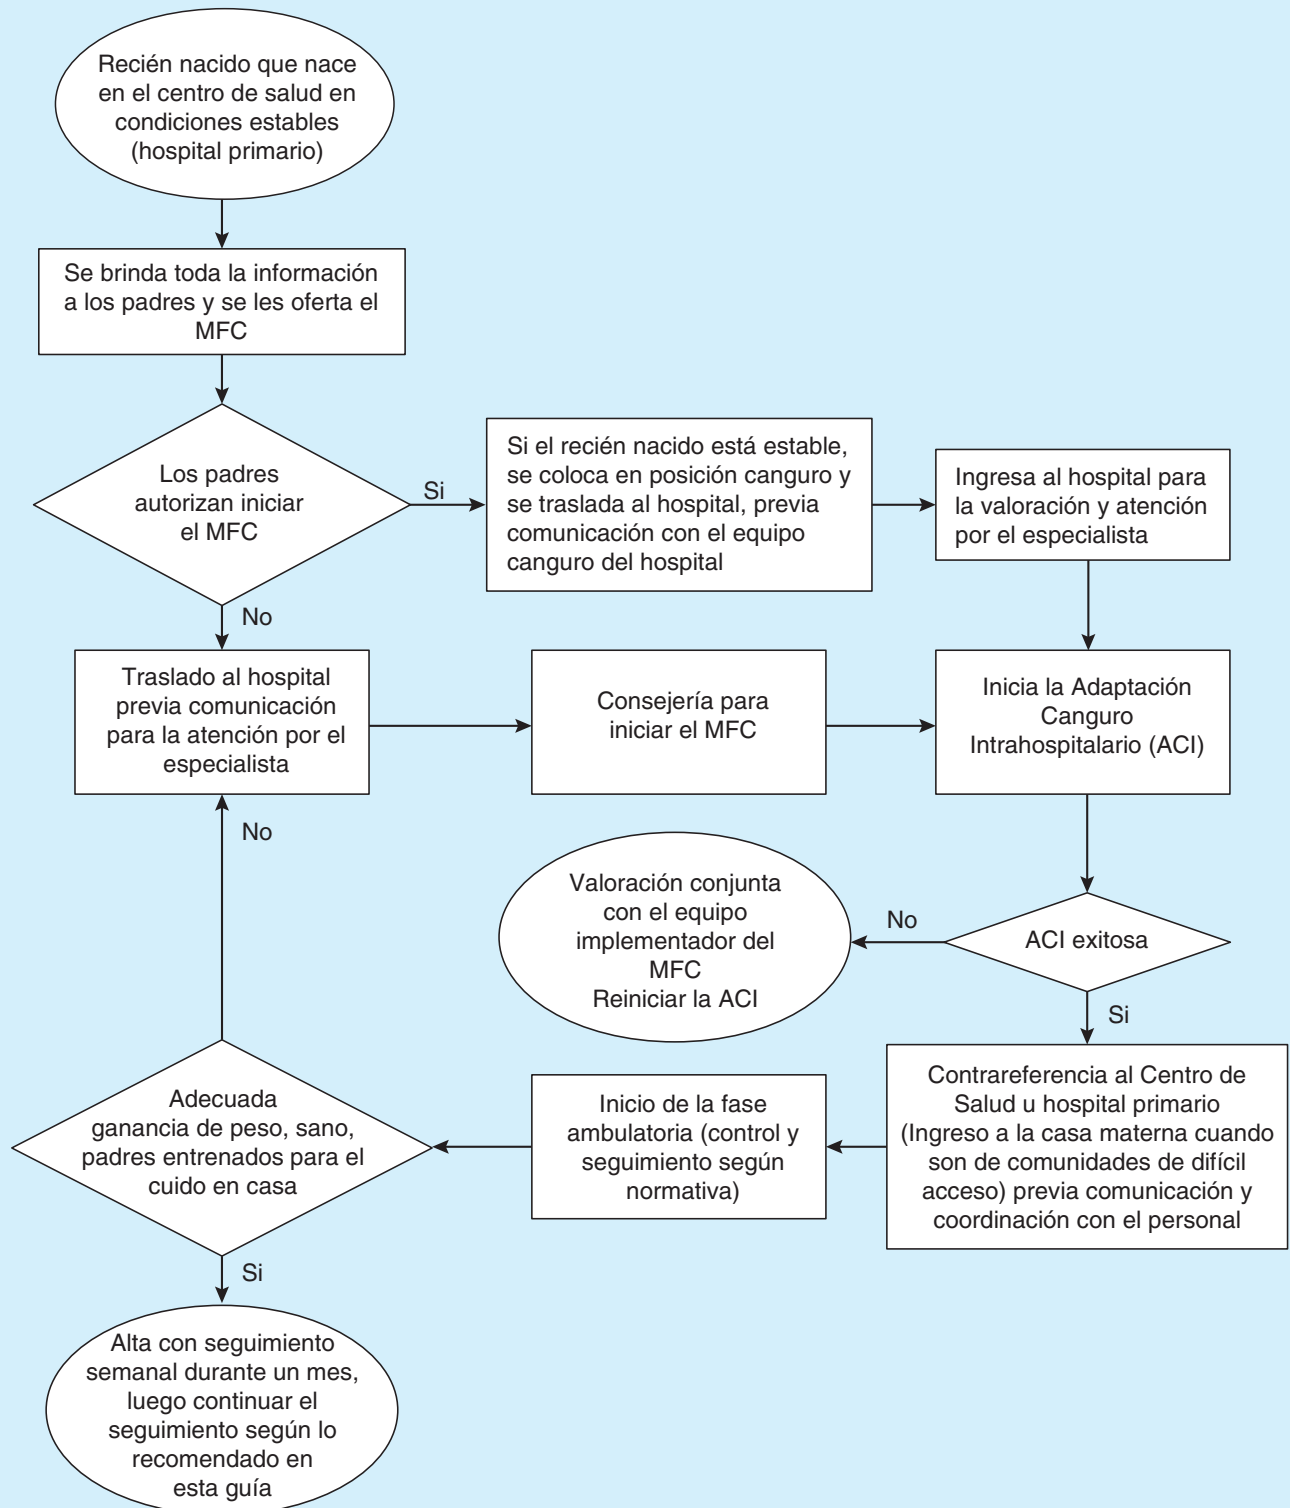 Recién nacido que nace
en el centro de salud en
condiciones estables
(hospital primario)
Se brinda toda la información
a los padres y se les oferta el
MFC
Los padres
autorizan iniciar
el MFC
Si
Si el recién nacido está estable,
se coloca en posición canguro y
se traslada al hospital, previa
comunicación con el equipo
canguro del hospital
Ingresa al hospital para
la valoración y atención
por el especialista
No
Traslado al hospital
previa comunicación
para la atención por el
especialista
Consejería para
iniciar el MFC
Inicia la Adaptación
Canguro
Intrahospitalario (ACI)
No
Valoración conjunta
con el equipo
implementador del
MFC
Reiniciar la ACI
No
ACI exitosa
Si
Adecuada
ganancia de peso, sano,
padres entrenados para el
cuido en casa
Inicio de la fase
ambulatoria (control y
seguimiento según
normativa)
Contrareferencia al Centro de
Salud u hospital primario
(Ingreso a la casa materna cuando
son de comunidades de difícil
acceso) previa comunicación y
coordinación con el personal
Si
Alta con seguimiento
semanal durante un mes,
luego continuar el
seguimiento según lo
recomendado en
esta guía